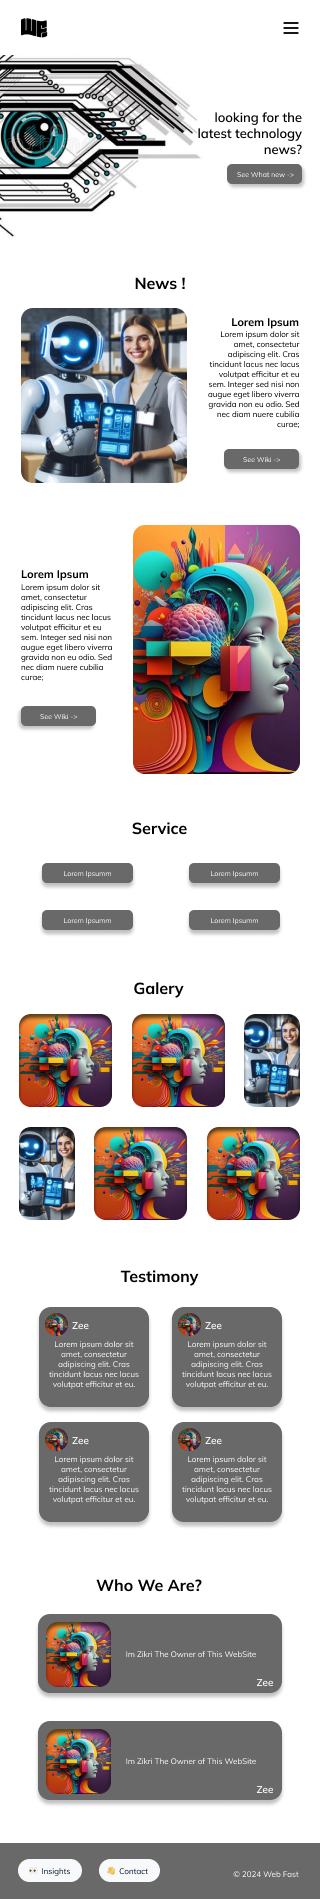 WF
looking for the
latest technology
news?
See What new ->
News !
Lorem Ipsum
Lorem ipsum dolor sit
amet, consectetur
adipiscing elit. Cras
tincidunt lacus nec lacus
volutpat efficitur et eu
sem. Integer sed nisi non
augue eget libero viverra
gravida non eu odio. Sed
nec diam nuere cubilia
curae;
See Wiki ->
Lorem Ipsum
Lorem ipsum dolor sit
amet, consectetur
adipiscing elit. Cras
tincidunt lacus nec lacus
volutpat efficitur et eu
sem. Integer sed nisi non
augue eget libero viverra
gravida non eu odio. Sed
nec diam nuere cubilia
curae;
See Wiki ->
Service
Lorem Ipsumm
Lorem Ipsumm
Lorem Ipsumm
Lorem Ipsumm
Galery
Testimony
Zee
Lorem ipsum dolor sit
amet, consectetur
adipiscing elit. Cras
tincidunt lacus nec lacus
volutpat efficitur et eu.
Zee
Lorem ipsum dolor sit
amet, consectetur
adipiscing elit. Cras
tincidunt lacus nec lacus
volutpat efficitur et eu.
Zee
Lorem ipsum dolor sit
amet, consectetur
adipiscing elit. Cras
tincidunt lacus nec lacus
volutpat efficitur et eu.
Zee
Lorem ipsum dolor sit
amet, consectetur
adipiscing elit. Cras
tincidunt lacus nec lacus
volutpat efficitur et eu.
Who We Are?
Im Zikri The Owner of This WebSite
Zee
Im Zikri The Owner of This WebSite
Zee
👀 Insights
👋 Contact
© 2024 Web Fast